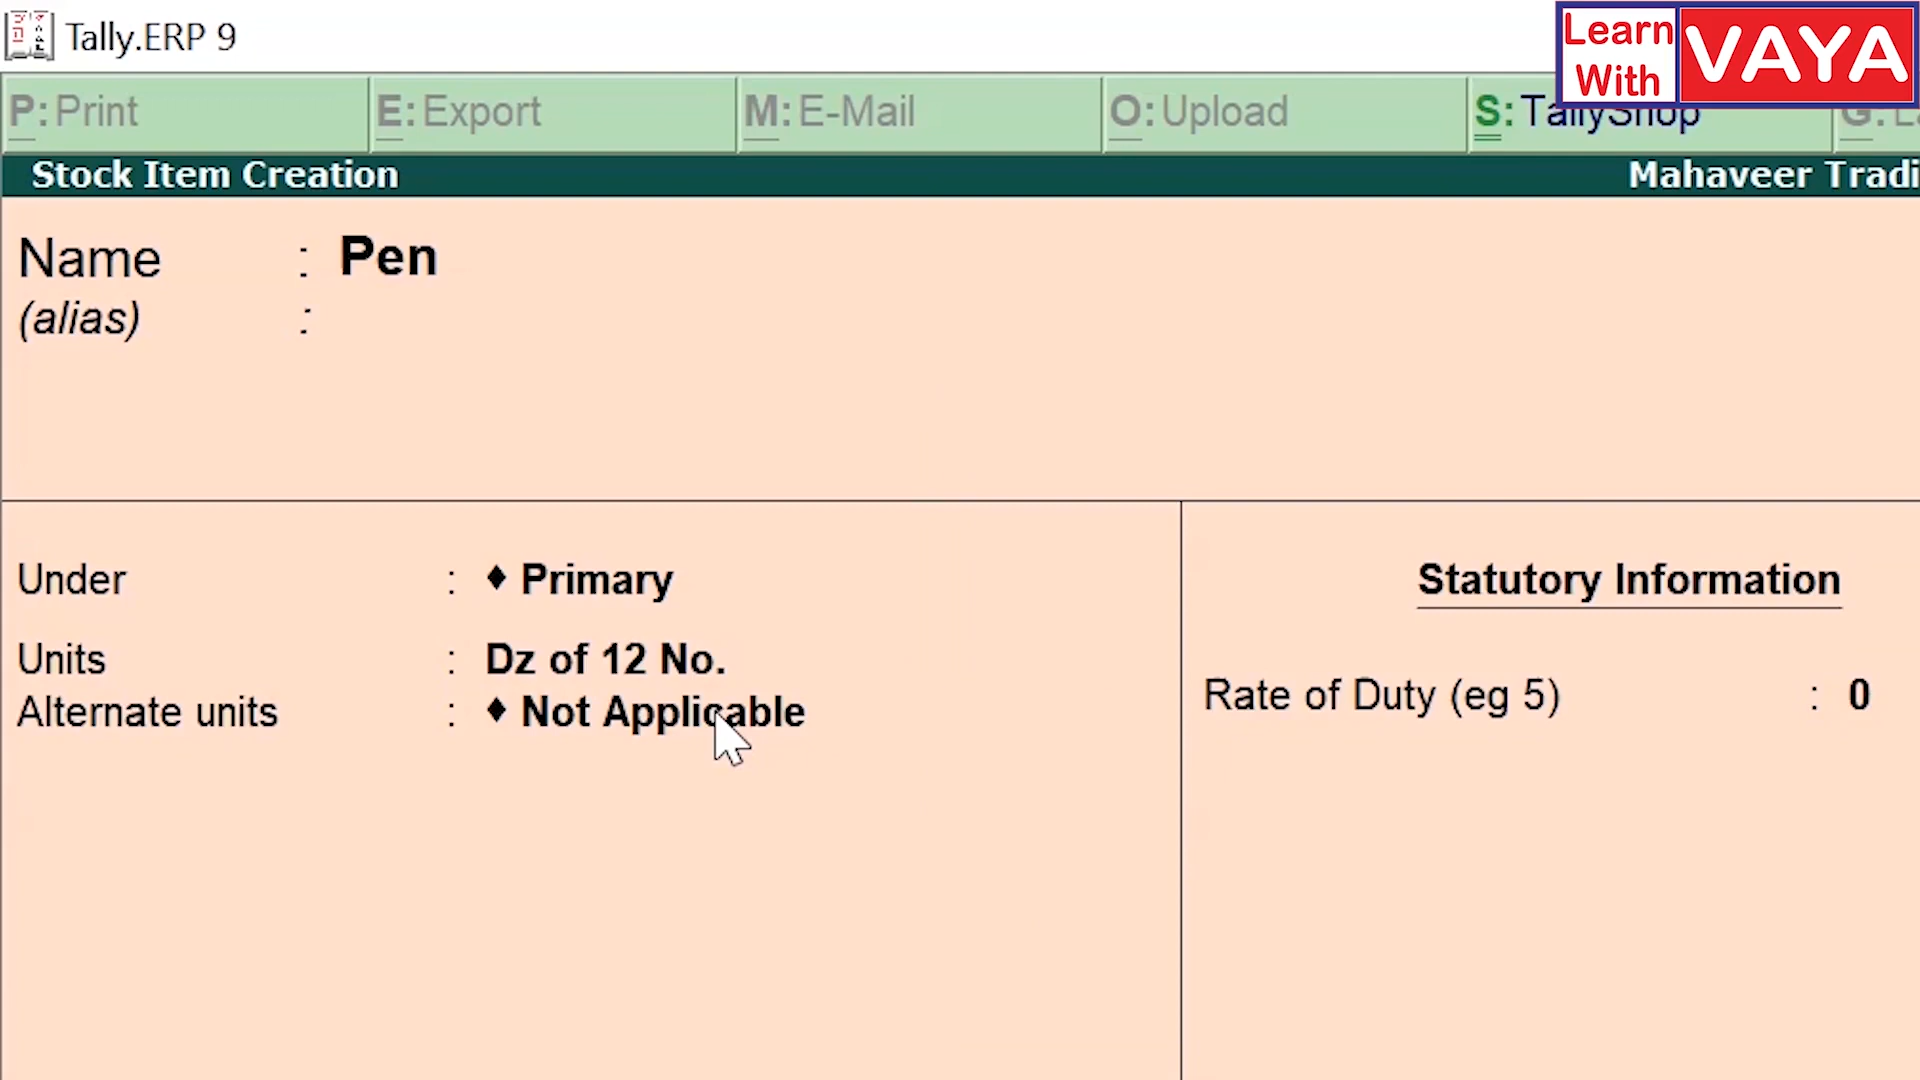 Tally.ERP 9
Learn With VAYA
P: Print
E: Export
M: E-Mail
O: Upload
S: TallyShop
G:
Stock Item Creation
Mahaveer Tradi
Name : Pen
(alias) :
Under : ♦ Primary
Statutory Information
Units : Dz of 12 No.
Rate of Duty (eg 5) : 0
Alternate units : ♦ Not Applicable